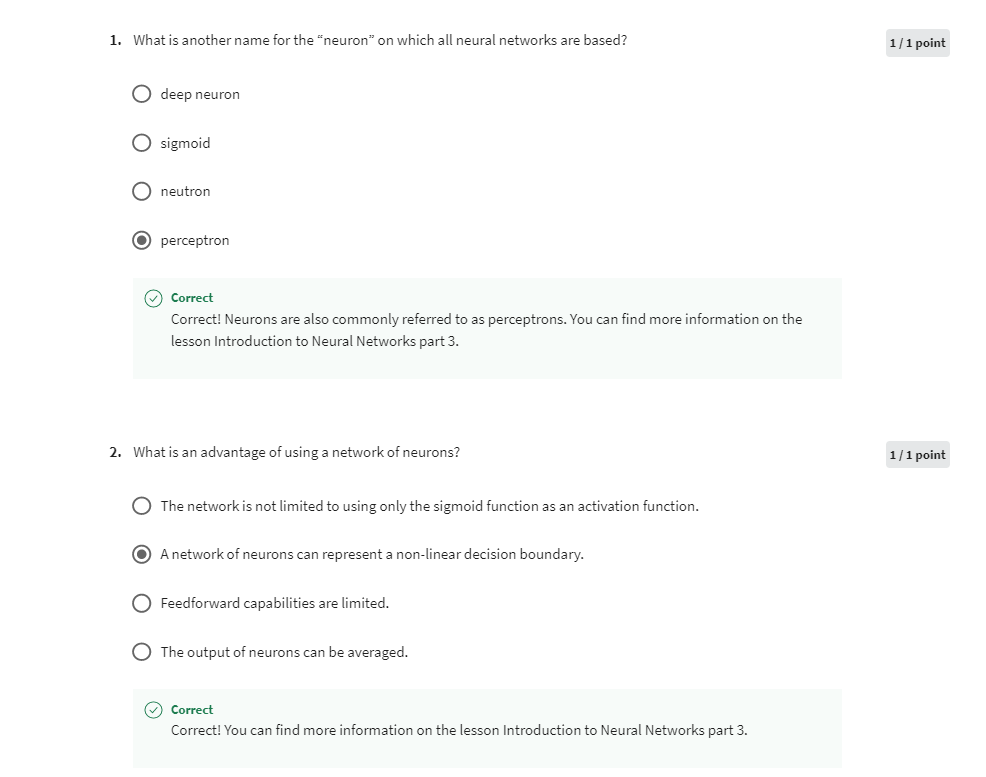 1. What is another name for the “neuron” on which all neural networks are based?
1 / 1 point
deep neuron
sigmoid
neutron
perceptron
Correct
Correct! Neurons are also commonly referred to as perceptrons. You can find more information on the
lesson Introduction to Neural Networks part 3.
2. What is an advantage of using a network of neurons?
1 / 1 point
The network is not limited to using only the sigmoid function as an activation function.
A network of neurons can represent a non-linear decision boundary.
Feedforward capabilities are limited.
The output of neurons can be averaged.
Correct
Correct! You can find more information on the lesson Introduction to Neural Networks part 3.